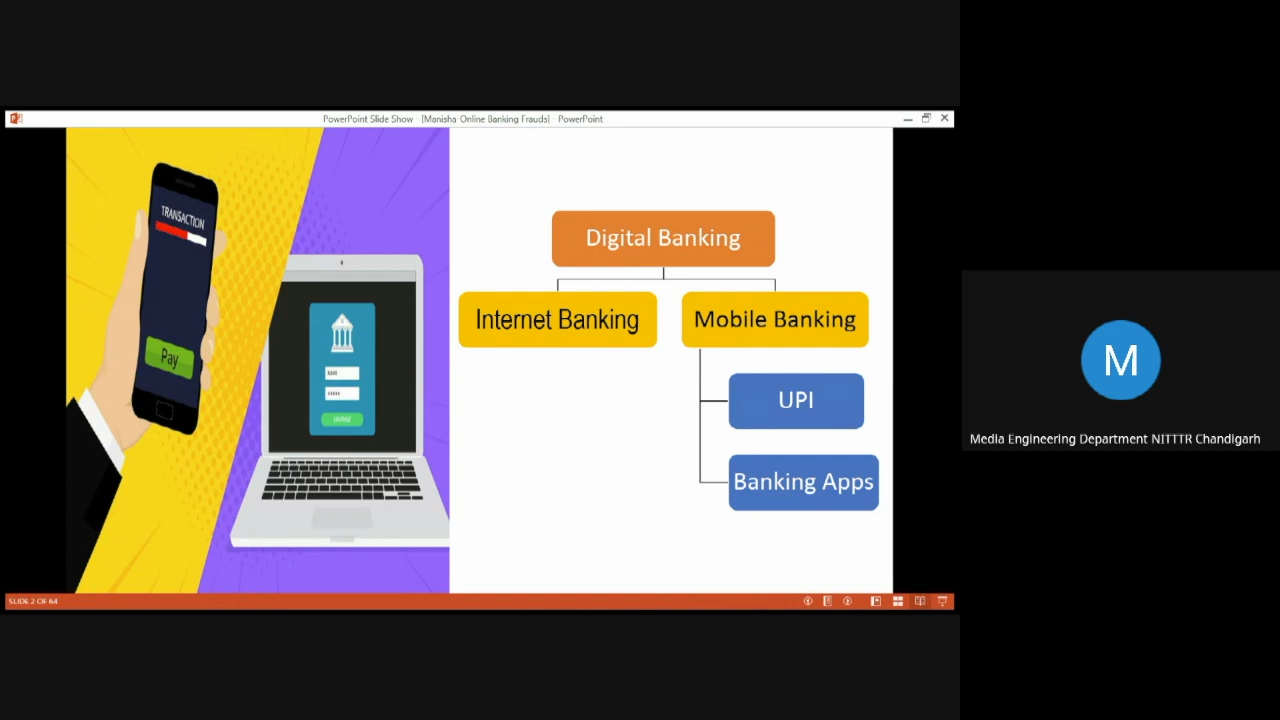 PowerPoint Slide Show - [Manisha-Online Banking Frauds] - PowerPoint
TRANSACTION
Pay
Digital Banking
Internet Banking
Mobile Banking
UPI
Banking Apps
M
Media Engineering Department NITTTR Chandigarh
SLIDE 2 OF 64